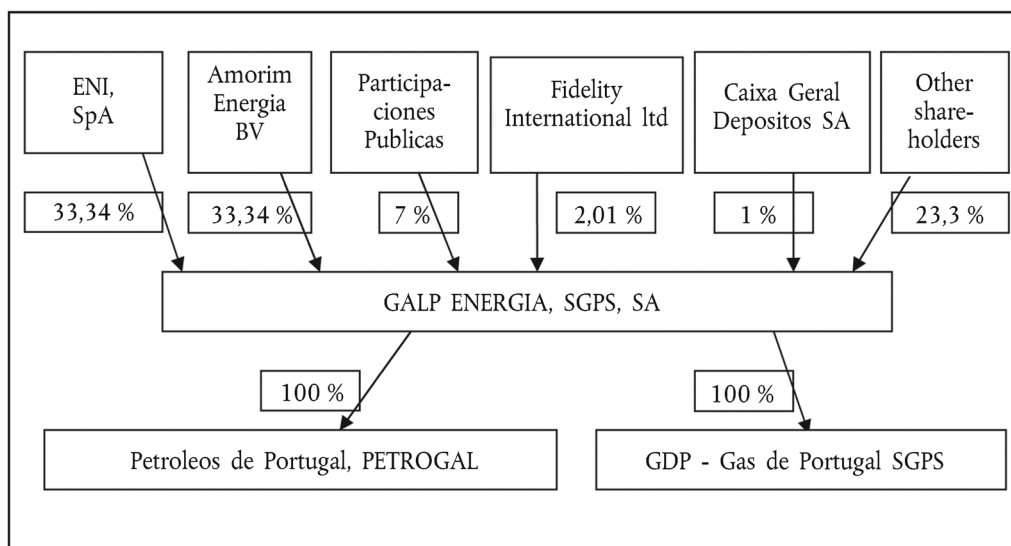 ENI,
SpA
Amorim
Energia
BV
Participa-
ciones
Publicas
Fidelity
International ltd
Caixa Geral
Depositos SA
Other
share-
holders
33,34 %
33,34 %
7 %
2,01 %
1 %
23,3 %
GALP ENERGIA, SGPS, SA
100 %
100 %
Petroleos de Portugal, PETROGAL
GDP - Gas de Portugal SGPS